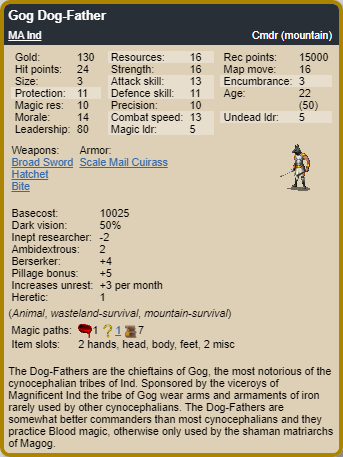 Gog Dog-Father
MA Ind Cmdr (mountain)
Gold: 130 Resources: 16 Rec points: 15000
Hit points: 24 Strength: 16 Map move: 16
Size: 3 Attack skill: 13 Encumbrance: 3
Protection: 11 Defence skill: 11 Age: 22
Magic res: 10 Precision: 10 (50)
Morale: 14 Combat speed: 13 Undead ldr: 5
Leadership: 80 Magic ldr: 5
Weapons: Armor:
Broad Sword Scale Mail Cuirass
Hatchet
Bite
Basecost: 10025
Dark vision: 50%
Inept researcher: -2
Ambidextrous: 2
Berserker: +4
Pillage bonus: +5
Increases unrest: +3 per month
Heretic: 1
(Animal, wasteland-survival, mountain-survival)
Magic paths: 1 ? 1 7
Item slots: 2 hands, head, body, feet, 2 misc
The Dog-Fathers are the chieftains of Gog, the most notorious of the
cynocephalian tribes of Ind. Sponsored by the viceroys of
Magnificent Ind the tribe of Gog wear arms and armaments of iron
rarely used by other cynocephalians. The Dog-Fathers are
somewhat better commanders than most cynocephalians and they
practice Blood magic, otherwise only used by the shaman matriarchs
of Magog.